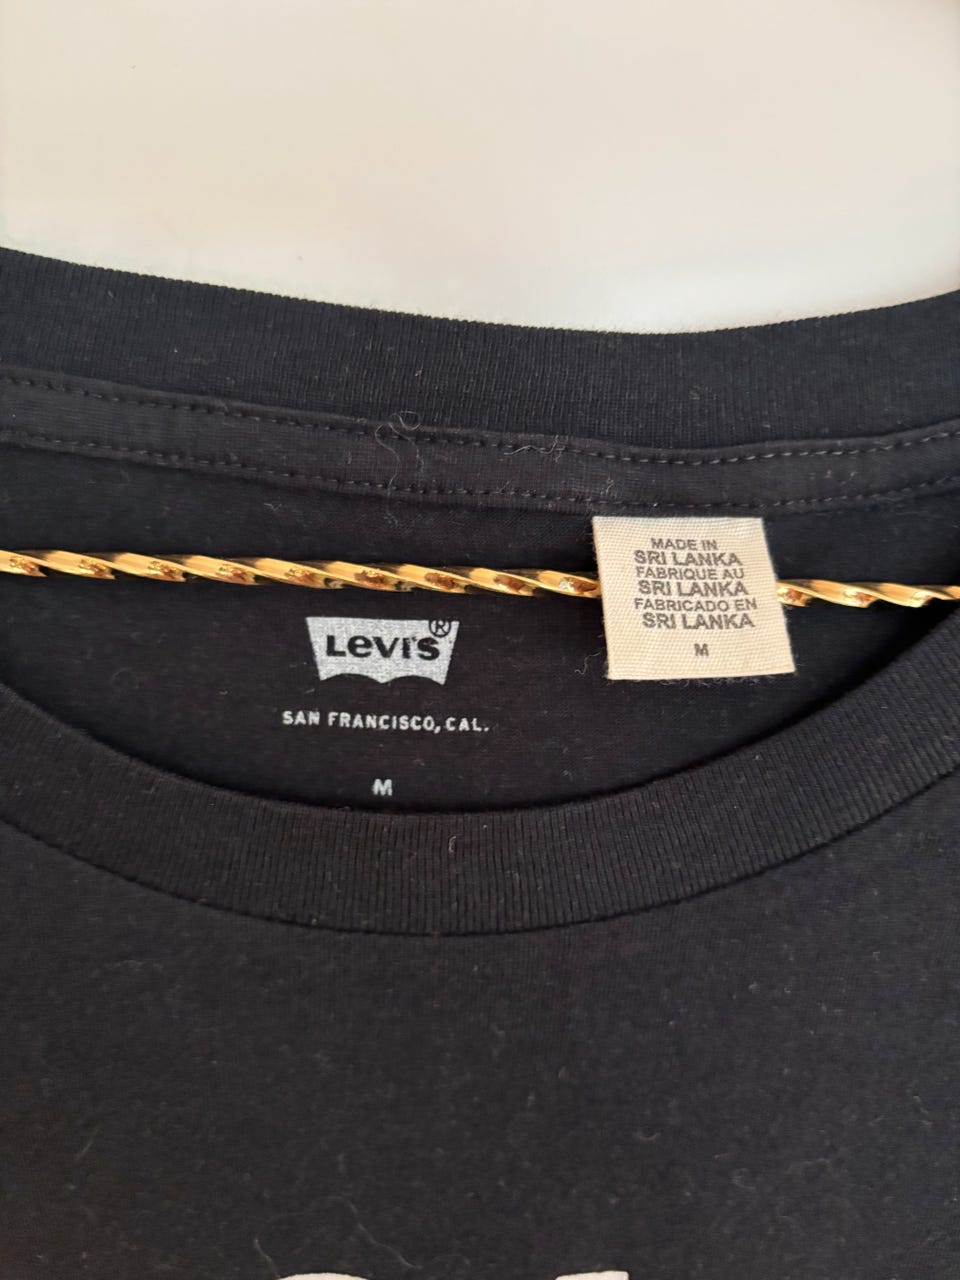 MADE IN
SRI LANKA
FABRIQUE AU
SRI LANKA
FABRICADO EN
SRI LANKA
M
Levi's®
SAN FRANCISCO, CAL.
M